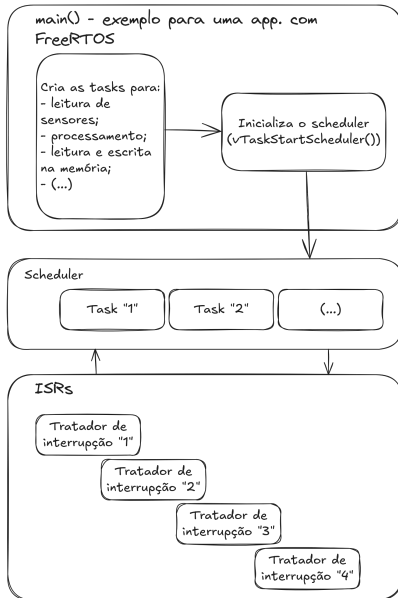 main() - exemplo para uma app. com
FreeRTOS
Cria as tasks para:
- leitura de
sensores;
- processamento;
- leitura e escrita
na memória;
- (...)
Inicializa o scheduler
(vTaskStartScheduler())
Scheduler
Task "1"
Task "2"
(...)
ISRs
Tratador de
interrupção "1"
Tratador de
interrupção "2"
Tratador de
interrupção "3"
Tratador de
interrupção "4"